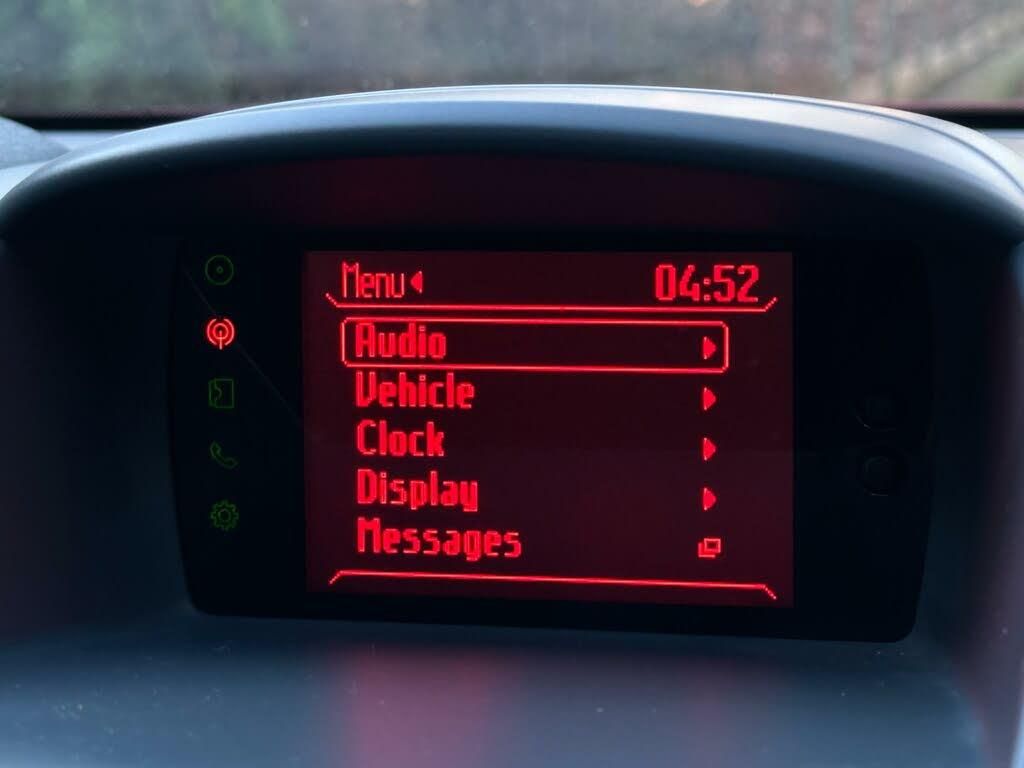 Menu
04:52
Audio
Vehicle
Clock
Display
Messages